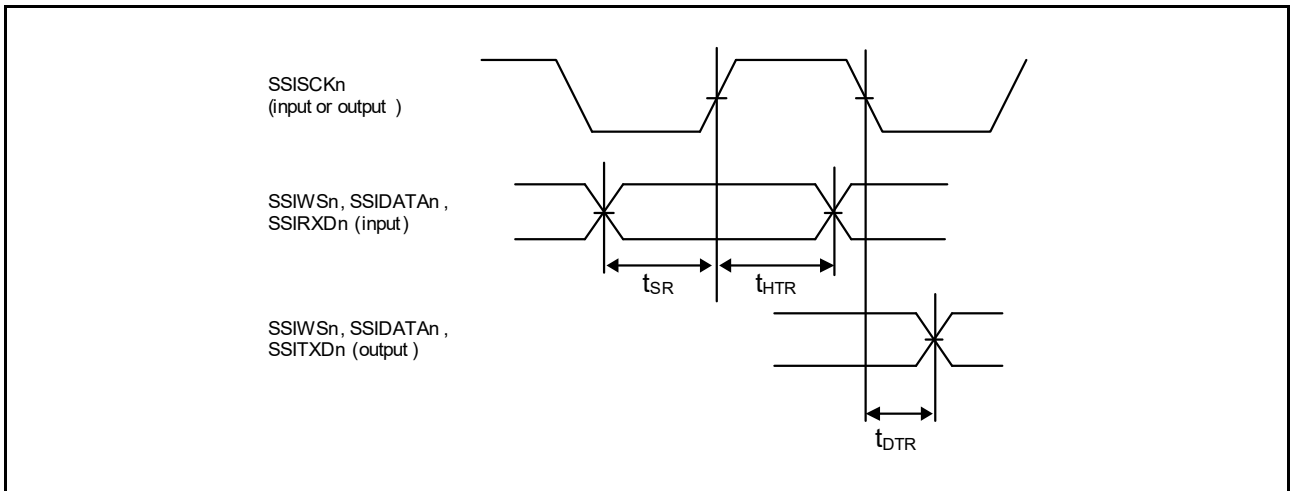 SSISCKn
(input or output )
SSIWSn, SSIDATAn ,
SSIRXDn (input)
tSR
tHTR
SSIWSn, SSIDATAn ,
SSITXDn (output )
tDTR